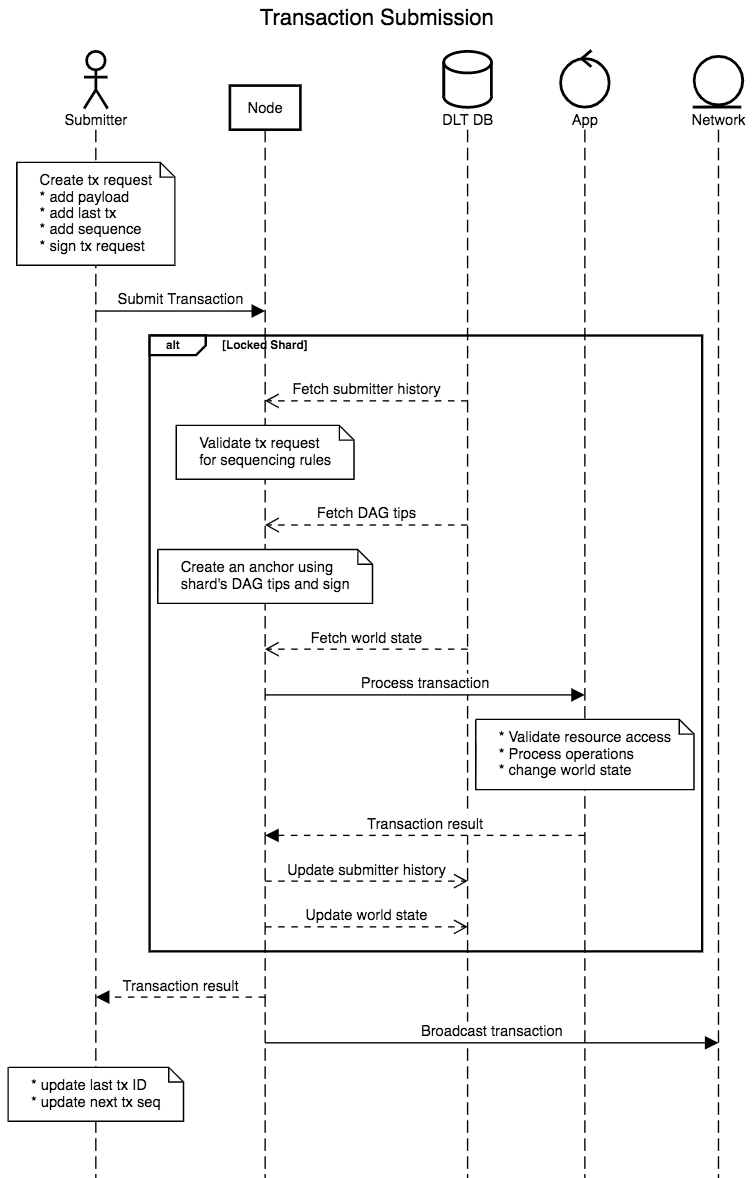 Transaction Submission
Submitter
Node
DLT DB
App
Network
Create tx request
* add payload
* add last tx
* add sequence
* sign tx request
Submit Transaction
alt
[Locked Shard]
Fetch submitter history
Validate tx request
for sequencing rules
Fetch DAG tips
Create an anchor using
shard's DAG tips and sign
Fetch world state
Process transaction
* Validate resource access
* Process operations
* change world state
Transaction result
Update submitter history
Update world state
Transaction result
Broadcast transaction
* update last tx ID
* update next tx seq